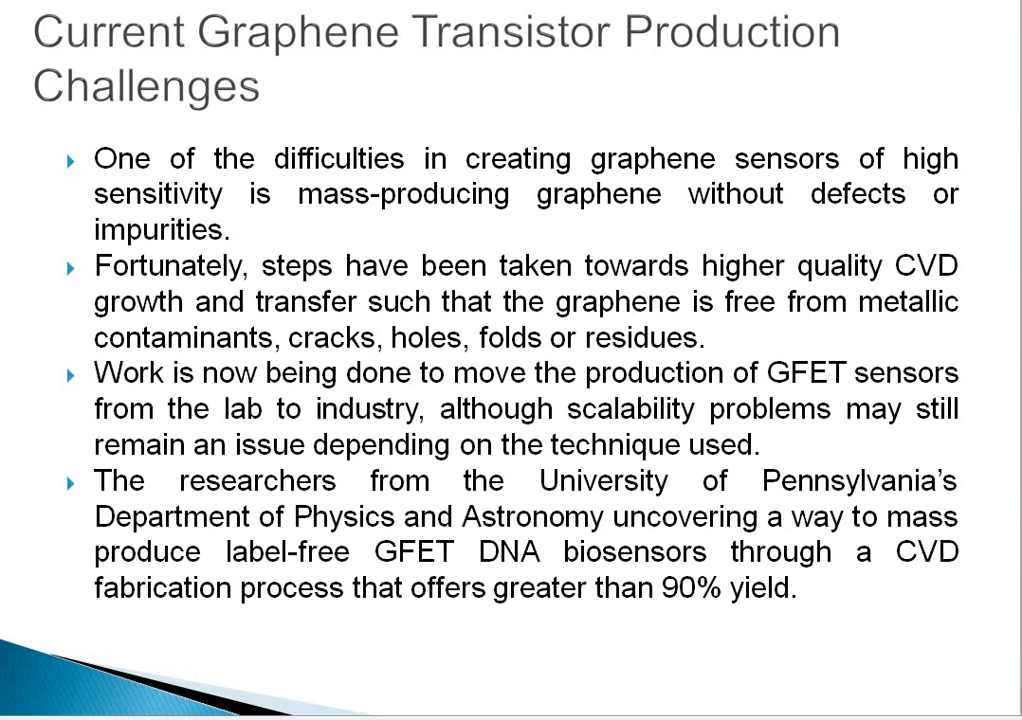 Current Graphene Transistor Production
Challenges
One of the difficulties in creating graphene sensors of high
sensitivity is mass-producing graphene without defects or
impurities.
Fortunately, steps have been taken towards higher quality CVD
growth and transfer such that the graphene is free from metallic
contaminants, cracks, holes, folds or residues.
Work is now being done to move the production of GFET sensors
from the lab to industry, although scalability problems may still
remain an issue depending on the technique used.
The researchers from the University of Pennsylvania’s
Department of Physics and Astronomy uncovering a way to mass
produce label-free GFET DNA biosensors through a CVD
fabrication process that offers greater than 90% yield.